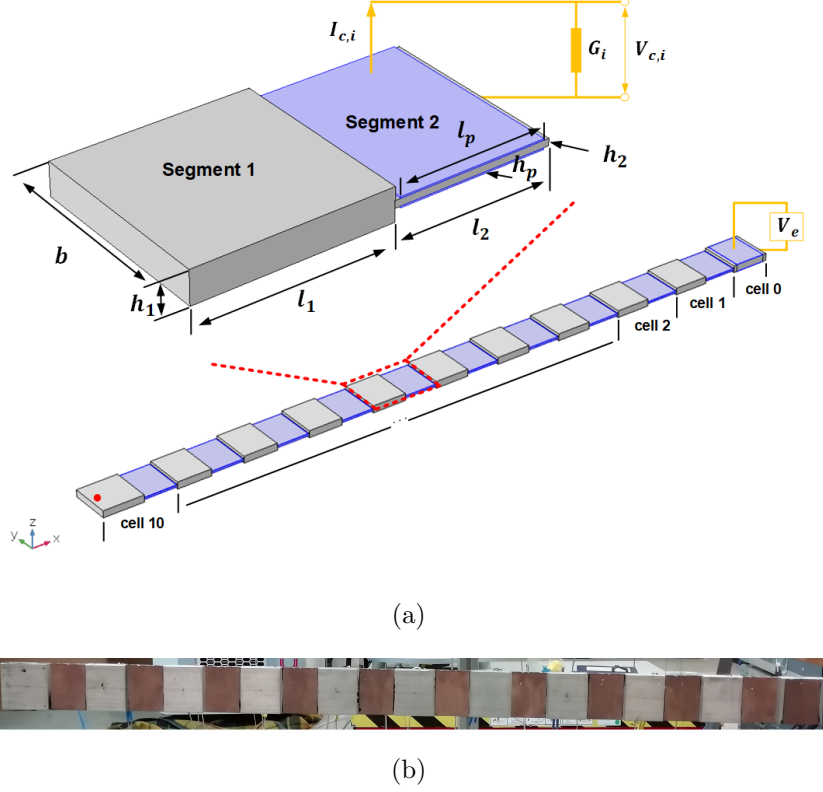 I_{c,i}
G_i
V_{c,i}
Segment 2
l_p
h_2
Segment 1
h_p
b
l_2
V_e
h_1
l_1
cell 0
cell 1
cell 2
...
cell 10
z
y
x
(a)
(b)